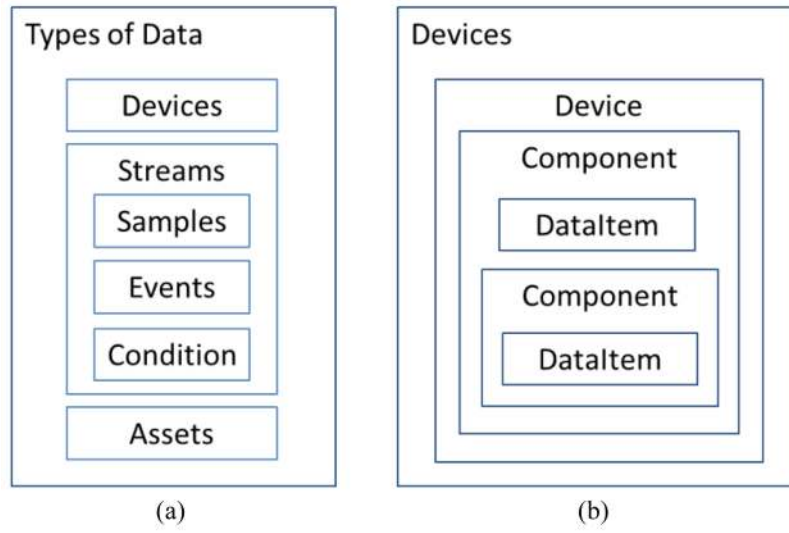 Types of Data
Devices
Streams
Samples
Events
Condition
Assets
(a)
Devices
Device
Component
DataItem
Component
DataItem
(b)